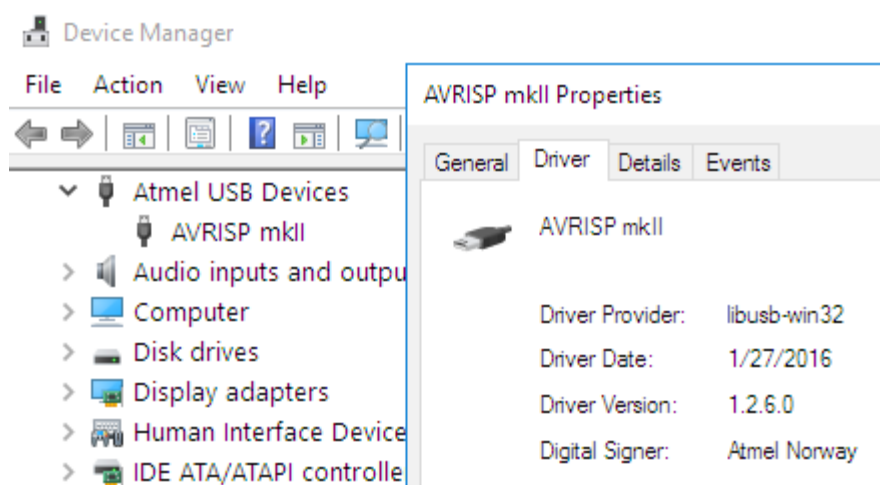 Device Manager
File Action View Help
Atmel USB Devices
AVRISP mkII
Audio inputs and outpu
Computer
Disk drives
Display adapters
Human Interface Device
IDE ATA/ATAPI controlle
AVRISP mkII Properties
General Driver Details Events
AVRISP mkII
Driver Provider: libusb-win32
Driver Date: 1/27/2016
Driver Version: 1.2.6.0
Digital Signer: Atmel Norway